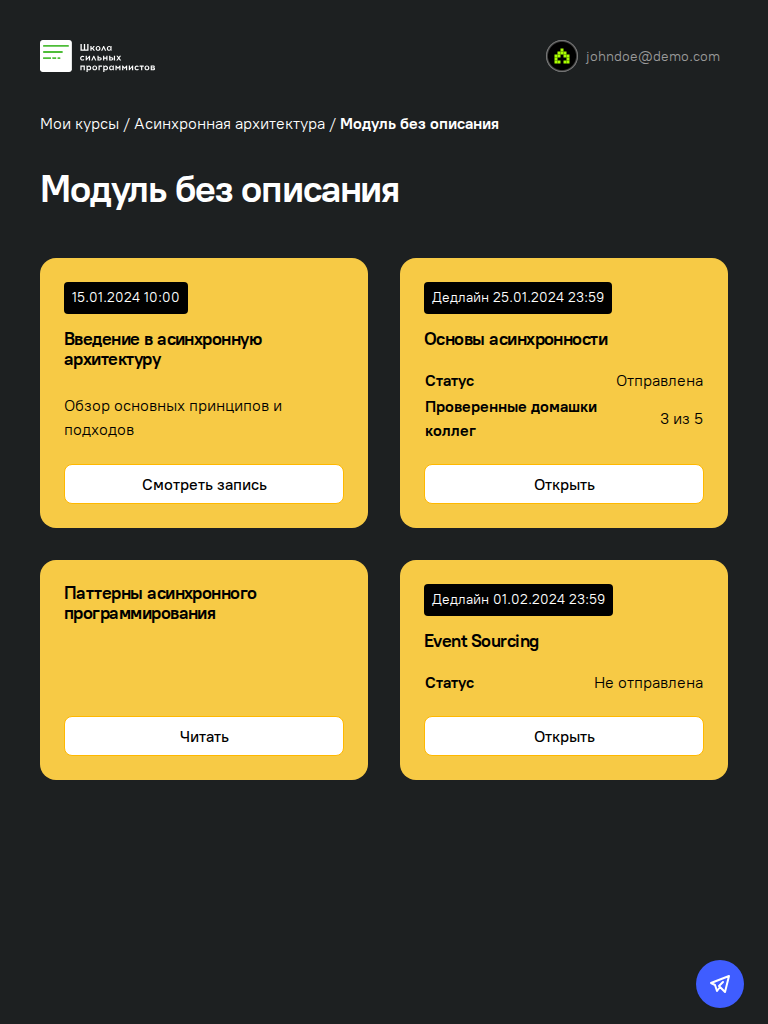 Школа
сильных
программистов
johndoe@demo.com
Мои курсы / Асинхронная архитектура / Модуль без описания
Модуль без описания
15.01.2024 10:00
Введение в асинхронную
архитектуру
Обзор основных принципов и
подходов
Смотреть запись
Дедлайн 25.01.2024 23:59
Основы асинхронности
Статус Отправлена
Проверенные домашки
коллег 3 из 5
Открыть
Паттерны асинхронного
программирования
Читать
Дедлайн 01.02.2024 23:59
Event Sourcing
Статус Не отправлена
Открыть